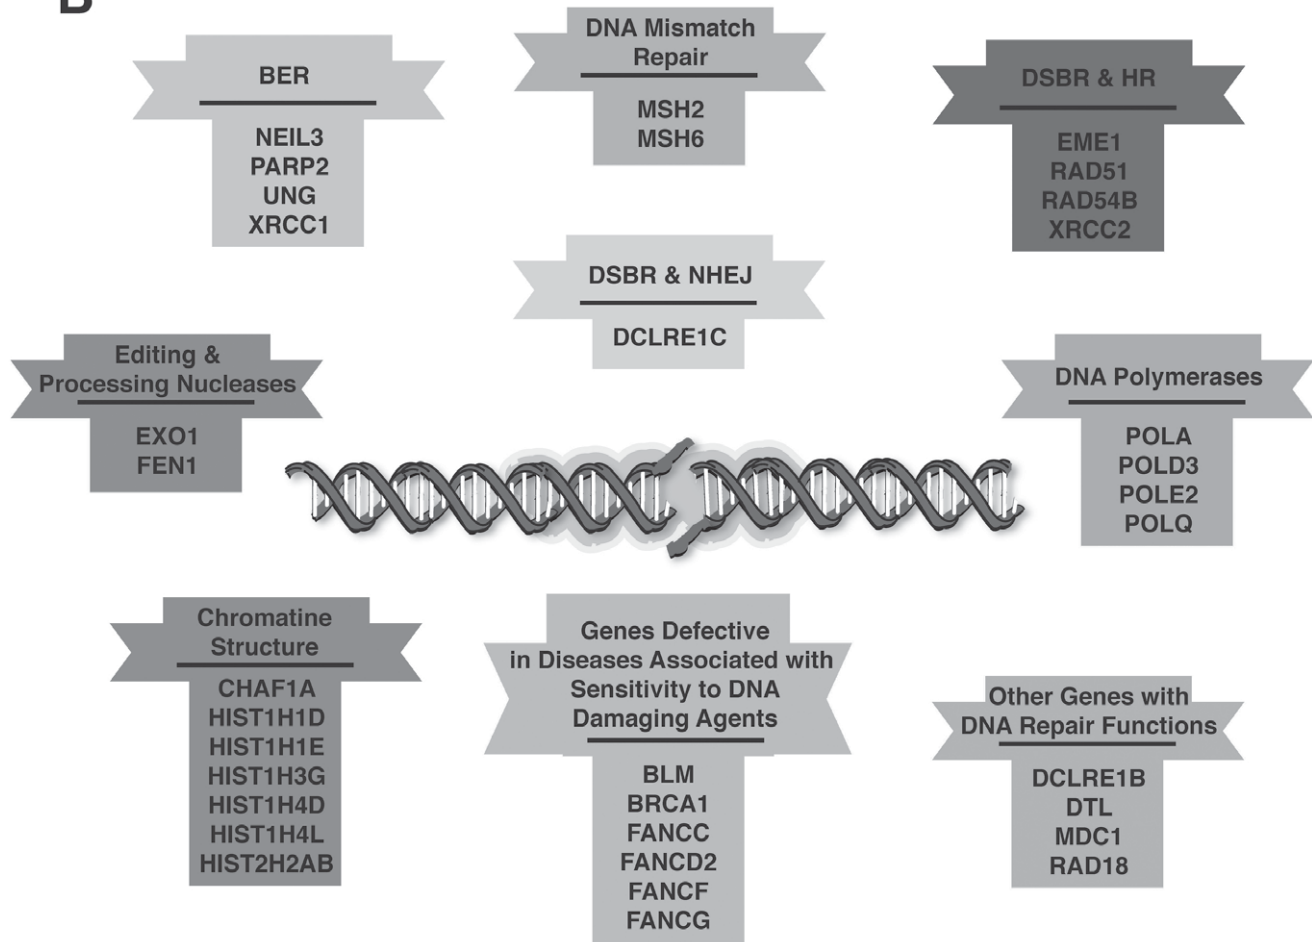 B
BER
NEIL3
PARP2
UNG
XRCC1
DNA Mismatch
Repair
MSH2
MSH6
DSBR & HR
EME1
RAD51
RAD54B
XRCC2
DSBR & NHEJ
DCLRE1C
Editing &
Processing Nucleases
EXO1
FEN1
DNA Polymerases
POLA
POLD3
POLE2
POLQ
Chromatine
Structure
CHAF1A
HIST1H1D
HIST1H1E
HIST1H3G
HIST1H4D
HIST1H4L
HIST2H2AB
Genes Defective
in Diseases Associated with
Sensitivity to DNA
Damaging Agents
BLM
BRCA1
FANCC
FANCD2
FANCF
FANCG
Other Genes with
DNA Repair Functions
DCLRE1B
DTL
MDC1
RAD18